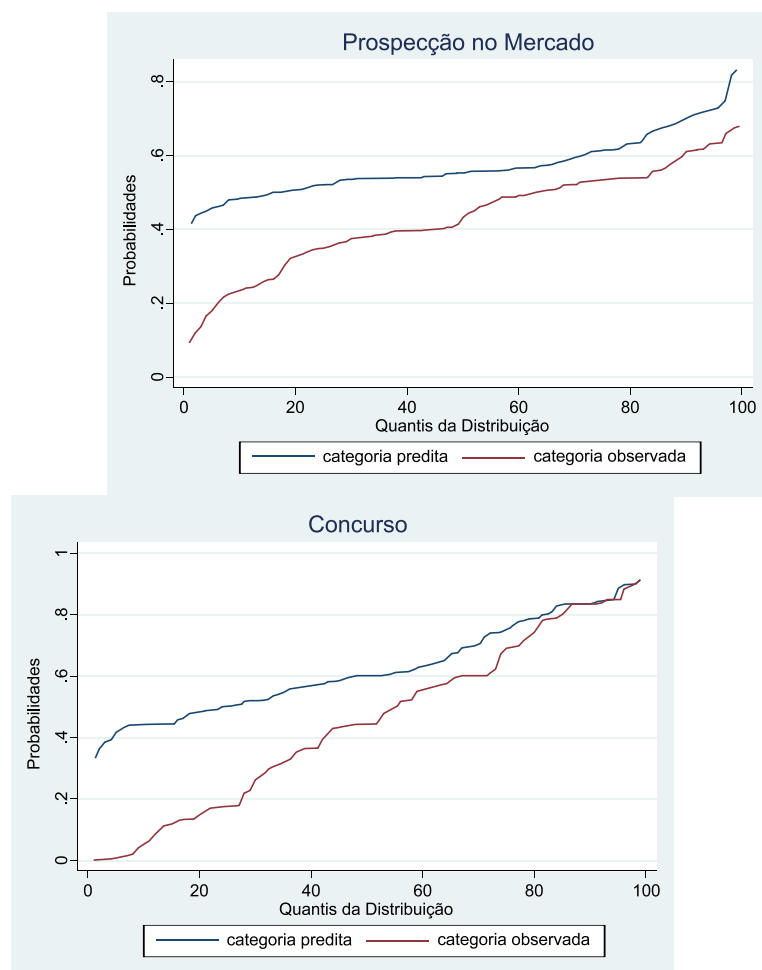 Prospecção no Mercado
Probabilidades
.8
.6
.4
.2
0
0 20 40 60 80 100
Quantis da Distribuição
categoria predita categoria observada
Concurso
Probabilidades
1
.8
.6
.4
.2
0
0 20 40 60 80 100
Quantis da Distribuição
categoria predita categoria observada